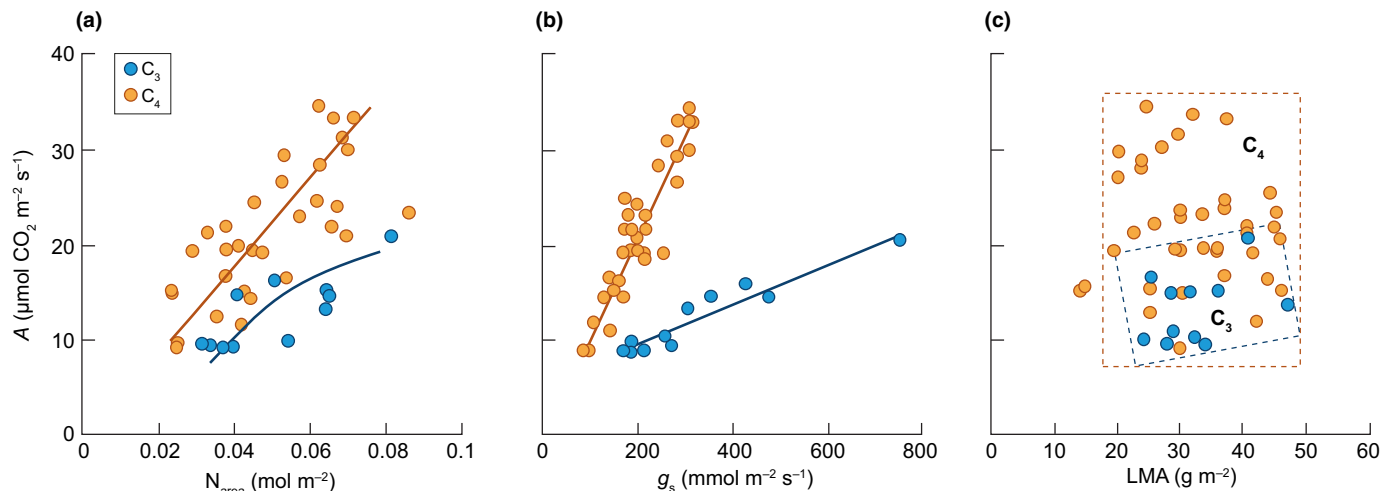 (a)
(b)
(c)
A (µmol CO₂ m⁻² s⁻¹)
40
30
20
10
0
C₃
C₄
0 0.02 0.04 0.06 0.08 0.1
N_area (mol m⁻²)
0 200 400 600 800
gₛ (mmol m⁻² s⁻¹)
C₄
C₃
0 10 20 30 40 50 60
LMA (g m⁻²)